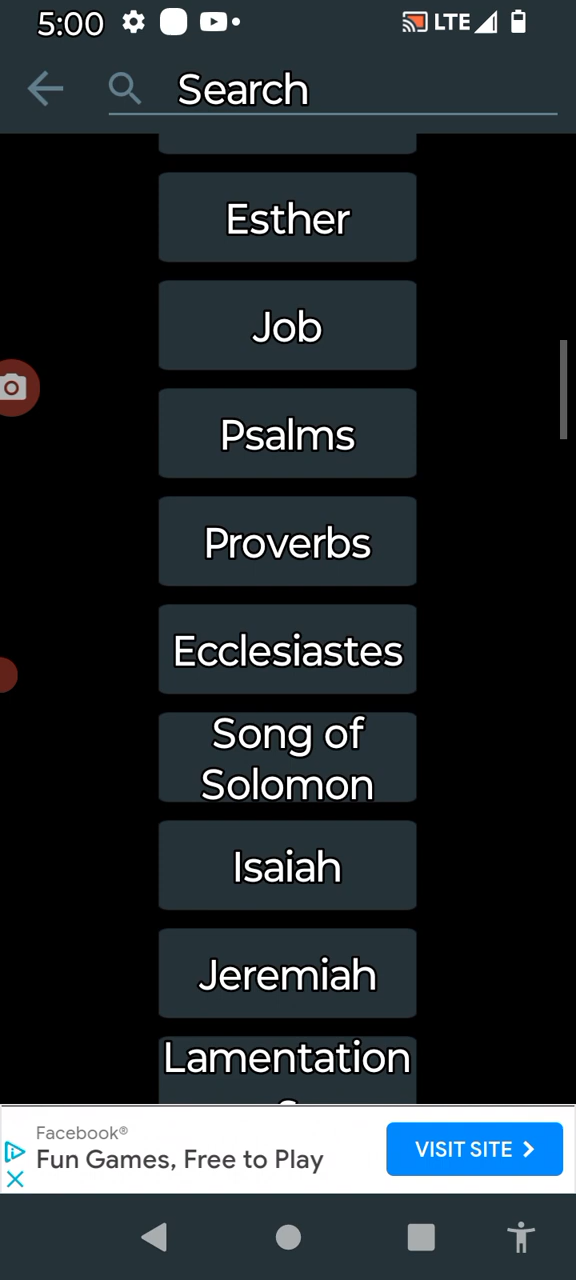 5:00
LTE
Search
Esther
Job
Psalms
Proverbs
Ecclesiastes
Song of
Solomon
Isaiah
Jeremiah
Lamentation
s
Facebook®
Fun Games, Free to Play
VISIT SITE